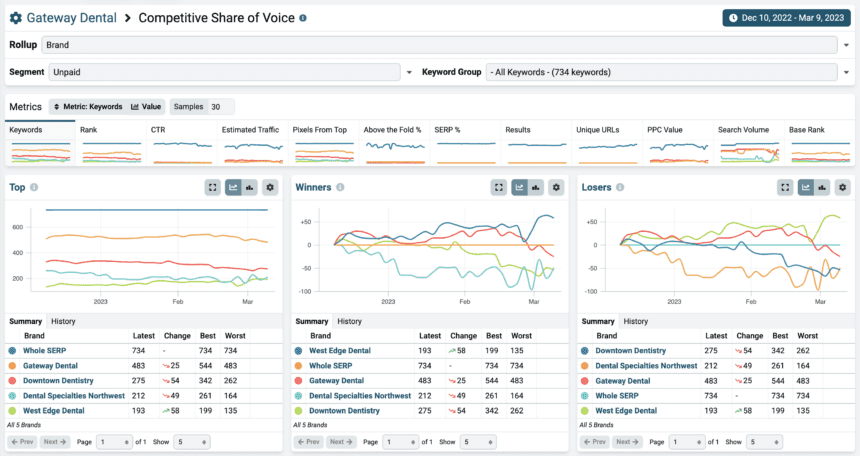 Gateway Dental > Competitive Share of Voice
Dec 10, 2022 - Mar 9, 2023
Rollup Brand
Segment Unpaid Keyword Group - All Keywords - (734 keywords)
Metrics Metric: Keywords Value Samples 30
Keywords Rank CTR Estimated Traffic Pixels From Top Above the Fold % SERP % Results Unique URLs PPC Value Search Volume Base Rank
Top
600
400
200
2023 Feb Mar
Summary History
Brand Latest Change Best Worst
Whole SERP 734 - 734 734
Gateway Dental 483 25 544 483
Downtown Dentistry 275 54 342 262
Dental Specialties Northwest 212 49 261 164
West Edge Dental 193 58 199 135
All 5 Brands
← Prev Next → Page 1 of 1 Show 5
Winners
+50
0
-50
-100
2023 Feb Mar
Summary History
Brand Latest Change Best Worst
West Edge Dental 193 58 199 135
Whole SERP 734 - 734 734
Gateway Dental 483 25 544 483
Dental Specialties Northwest 212 49 261 164
Downtown Dentistry 275 54 342 262
All 5 Brands
← Prev Next → Page 1 of 1 Show 5
Losers
+50
0
-50
-100
2023 Feb Mar
Summary History
Brand Latest Change Best Worst
Downtown Dentistry 275 54 342 262
Dental Specialties Northwest 212 49 261 164
Gateway Dental 483 25 544 483
Whole SERP 734 - 734 734
West Edge Dental 193 58 199 135
All 5 Brands
← Prev Next → Page 1 of 1 Show 5